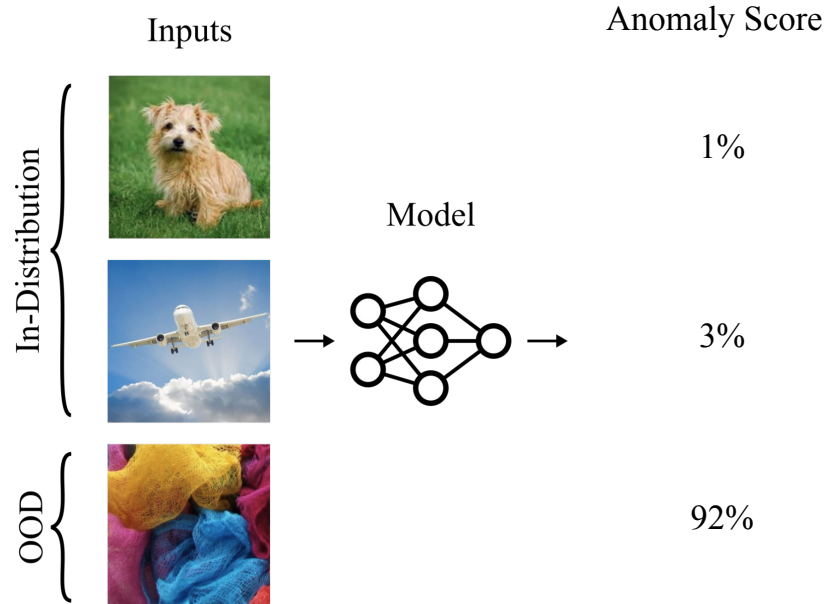 Inputs
Anomaly Score
In-Distribution
1%
Model
3%
OOD
92%